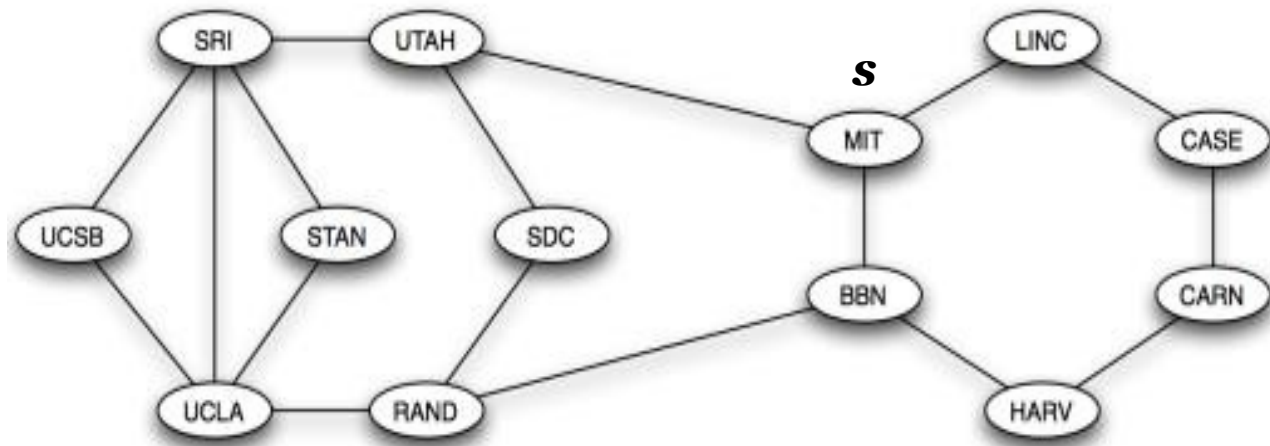 SRI UTAH LINC
s
MIT CASE
UCSB STAN SDC
BBN CARN
UCLA RAND HARV